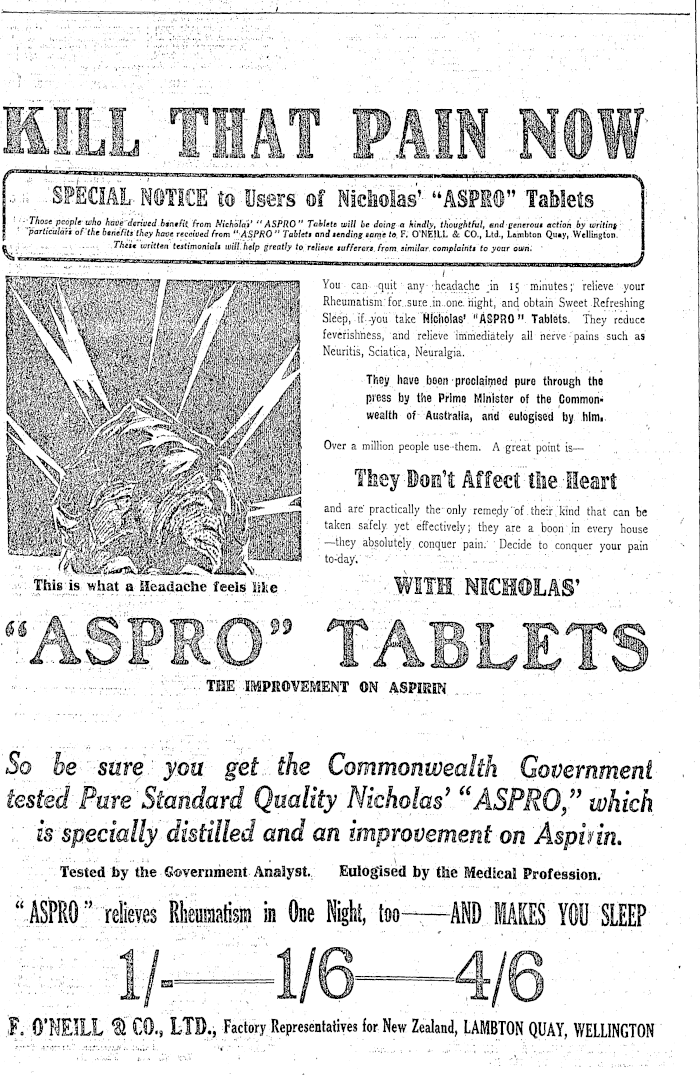 KILL THAT PAIN NOW
SPECIAL NOTICE to Users of Nicholas' "ASPRO" Tablets
Those people who have derived benefit from Nicholas' "ASPRO" Tablets will be doing a kindly, thoughtful, and generous action by writing
particulars of the benefits they have received from "ASPRO" Tablets and sending same to F. O'NEILL & CO., Ltd., Lambton Quay, Wellington.
These written testimonials will help greatly to relieve sufferers from similar complaints to your own.
You can quit any headache in 15 minutes; relieve your
Rheumatism for sure in one night, and obtain Sweet Refreshing
Sleep, if you take Nicholas' "ASPRO" Tablets. They reduce
feverishness, and relieve immediately all nerve pains such as
Neuritis, Sciatica, Neuralgia.
They have been proclaimed pure through the
press by the Prime Minister of the Common-
wealth of Australia, and eulogised by him.
Over a million people use them. A great point is—
They Don't Affect the Heart
and are practically the only remedy of their kind that can be
taken safely yet effectively; they are a boon in every house
—they absolutely conquer pain. Decide to conquer your pain
to-day.
This is what a Headache feels like
WITH NICHOLAS'
"ASPRO" TABLETS
THE IMPROVEMENT ON ASPIRIN
So be sure you get the Commonwealth Government
tested Pure Standard Quality Nicholas' "ASPRO," which
is specially distilled and an improvement on Aspirin.
Tested by the Government Analyst. Eulogised by the Medical Profession.
"ASPRO" relieves Rheumatism in One Night, too——AND MAKES YOU SLEEP
1/-——1/6——4/6
F. O'NEILL & CO., LTD., Factory Representatives for New Zealand, LAMBTON QUAY, WELLINGTON